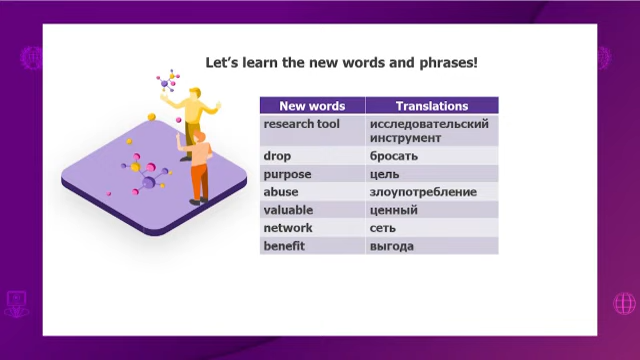 Let’s learn the new words and phrases!
New words Translations
research tool исследовательский
инструмент
drop бросать
purpose цель
abuse злоупотребление
valuable ценный
network сеть
benefit выгода